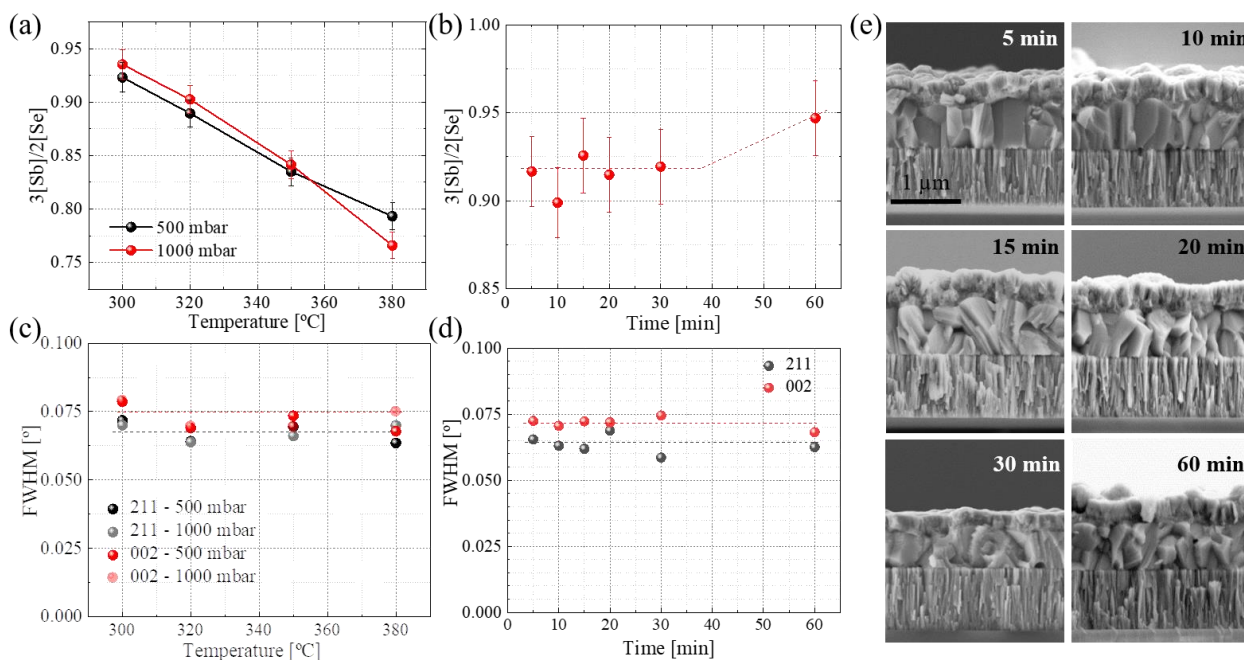 (a)
3[Sb]/2[Se]
0.95
0.90
0.85
0.80
0.75
500 mbar
1000 mbar
300 320 340 360 380
Temperature [ºC]
(b)
3[Sb]/2[Se]
1.00
0.95
0.90
0.85
0 10 20 30 40 50 60
Time [min]
(c)
FWHM [º]
0.100
0.075
0.050
0.025
0.000
211 - 500 mbar
211 - 1000 mbar
002 - 500 mbar
002 - 1000 mbar
300 320 340 360 380
Temperature [ºC]
(d)
FWHM [º]
0.100
0.075
0.050
0.025
0.000
211
002
0 10 20 30 40 50 60
Time [min]
(e)
5 min
10 min
1 µm
15 min
20 min
30 min
60 min